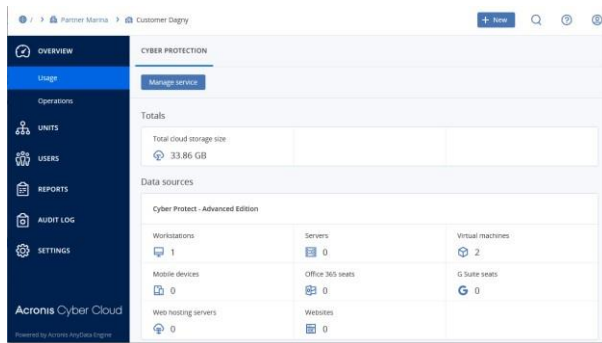 / > Partner Marina > Customer Dagny
+ New
OVERVIEW
Usage
Operations
UNITS
USERS
REPORTS
AUDIT LOG
SETTINGS
Acronis Cyber Cloud
Powered by Acronis AnyData Engine
CYBER PROTECTION
Manage service
Totals
Total cloud storage size
33.86 GB
Data sources
Cyber Protect - Advanced Edition
Workstations Servers Virtual machines
1 0 2
Mobile devices Office 365 seats G Suite seats
0 0 0
Web hosting servers Websites
0 0